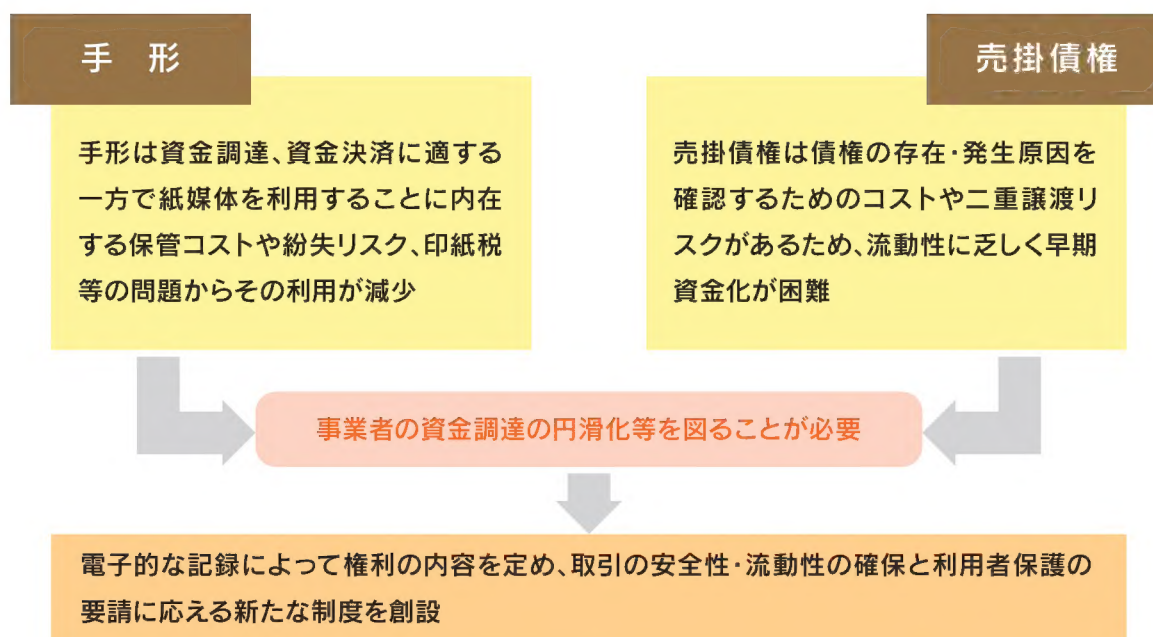 手 形
手形は資金調達、資金決済に適する
一方で紙媒体を利用することに内在
する保管コストや紛失リスク、印紙税
等の問題からその利用が減少
売掛債権
売掛債権は債権の存在・発生原因を
確認するためのコストや二重譲渡リ
スクがあるため、流動性に乏しく早期
資金化が困難
事業者の資金調達の円滑化等を図ることが必要
電子的な記録によって権利の内容を定め、取引の安全性・流動性の確保と利用者保護の
要請に応える新たな制度を創設